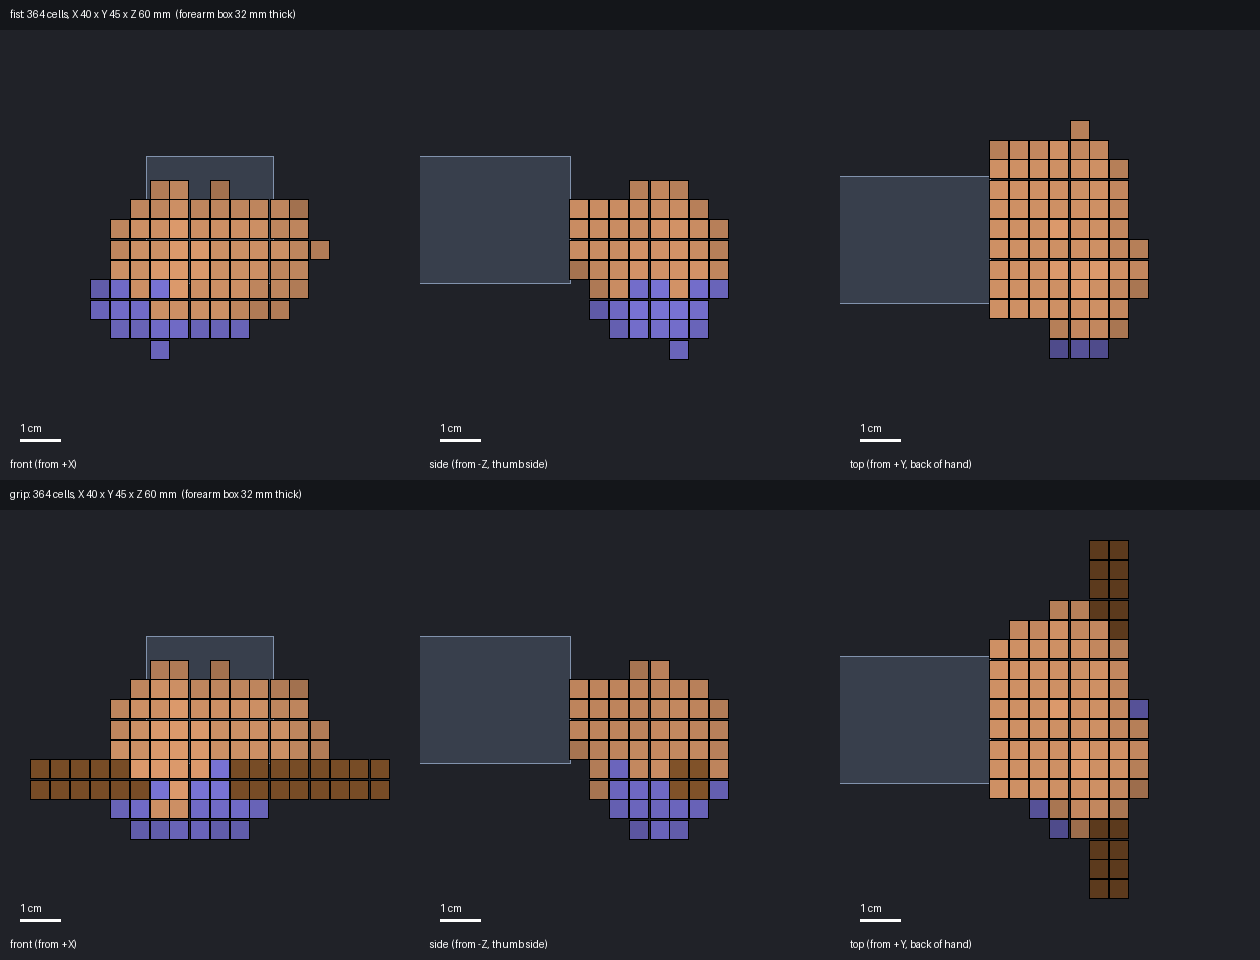 fist: 364 cells, X 40 x Y 45 x Z 60 mm (forearm box 32 mm thick)
1 cm
1 cm
1 cm
front (from +X)
side (from -Z, thumb side)
top (from +Y, back of hand)
grip: 364 cells, X 40 x Y 45 x Z 60 mm (forearm box 32 mm thick)
1 cm
1 cm
1 cm
front (from +X)
side (from -Z, thumb side)
top (from +Y, back of hand)